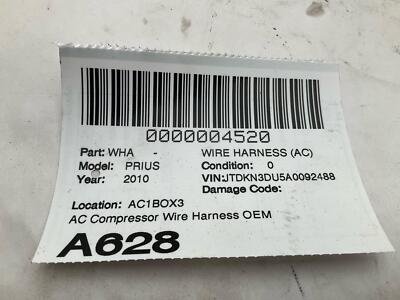 0000004520
Part: WHA - WIRE HARNESS (AC)
Model: PRIUS Condition: 0
Year: 2010 VIN:JTDKN3DU5A0092488
Damage Code:
Location: AC1BOX3
AC Compressor Wire Harness OEM
A628